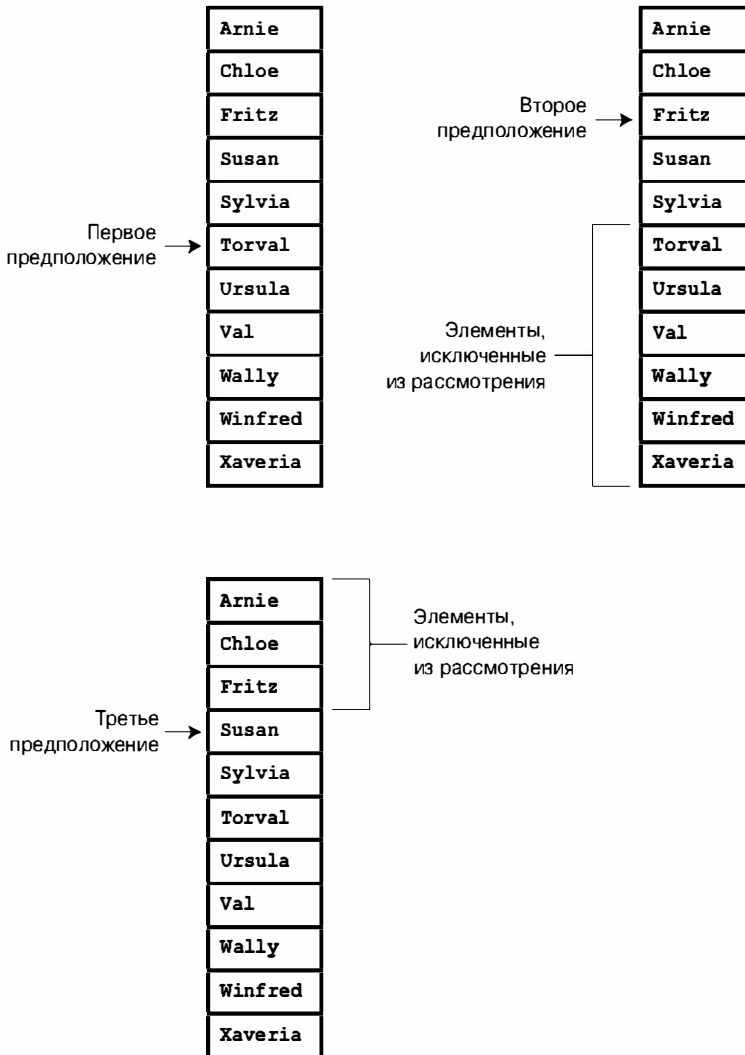 Arnie
Chloe
Fritz
Susan
Sylvia
Torval
Ursula
Val
Wally
Winfred
Xaveria
Первое
предположение
Arnie
Chloe
Fritz
Susan
Sylvia
Torval
Ursula
Val
Wally
Winfred
Xaveria
Второе
предположение
Элементы,
исключенные
из рассмотрения
Arnie
Chloe
Fritz
Susan
Sylvia
Torval
Ursula
Val
Wally
Winfred
Xaveria
Элементы,
исключенные
из рассмотрения
Третье
предположение